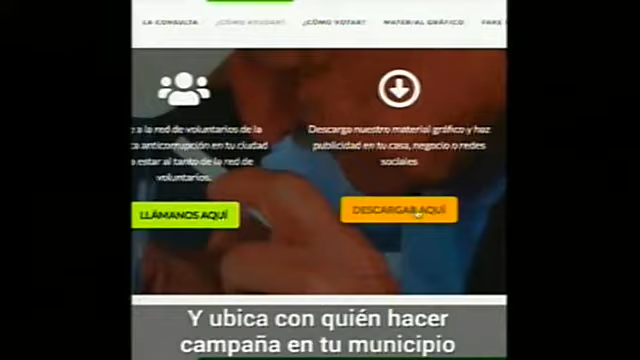 LA CONSULTA ¿CÓMO AYUDAR? ¿CÓMO VOTAR? MATERIAL GRÁFICO FAKE
e a la red de voluntarios de la
a anticorrupción en tu ciudad
a estar al tanto de la red de
voluntarios.
LLÁMANOS AQUÍ
Descarga nuestro material gráfico y haz
publicidad en tu casa, negocio o redes
sociales
DESCARGAR AQUÍ
Y ubica con quién hacer
campaña en tu municipio